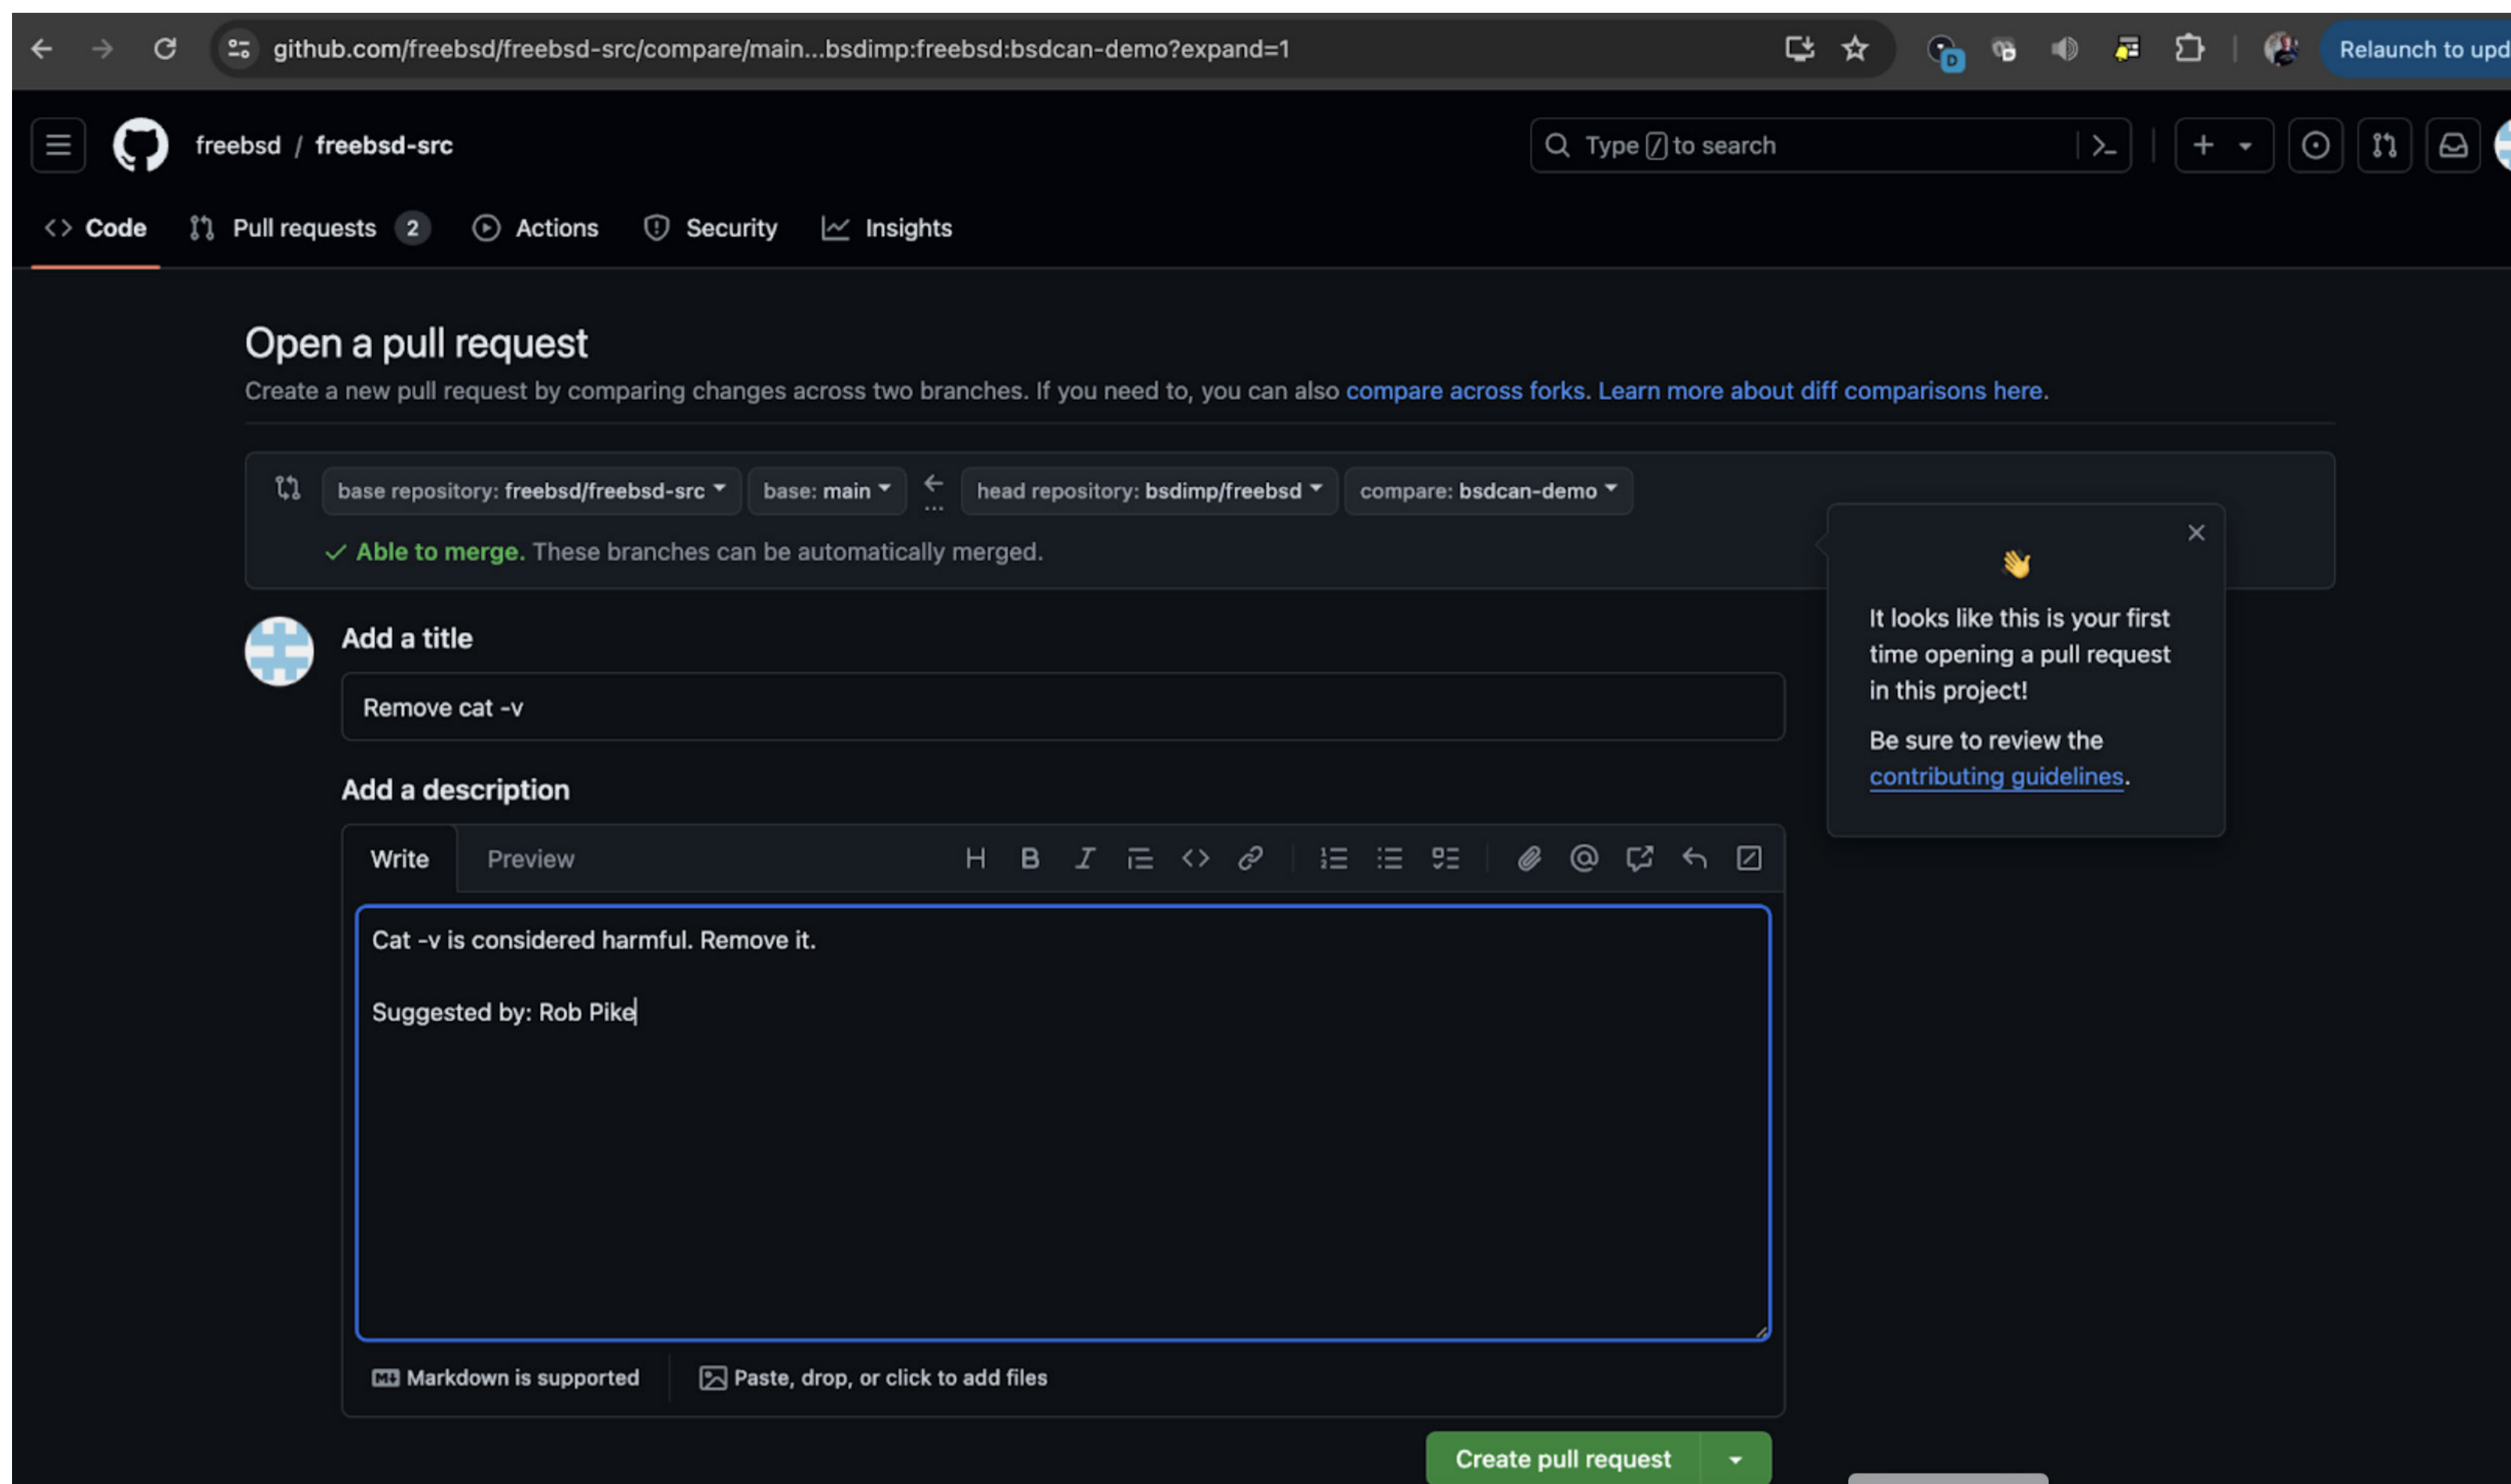 github.com/freebsd/freebsd-src/compare/main...bsdimp:freebsd:bsdcan-demo?expand=1
D
Relaunch to upd
freebsd / freebsd-src
Type / to search
Code
Pull requests 2
Actions
Security
Insights
Open a pull request
Create a new pull request by comparing changes across two branches. If you need to, you can also compare across forks. Learn more about diff comparisons here.
base repository: freebsd/freebsd-src base: main ← head repository: bsdimp/freebsd compare: bsdcan-demo
Able to merge. These branches can be automatically merged.
It looks like this is your first
time opening a pull request
in this project!
Be sure to review the
contributing guidelines.
Add a title
Remove cat -v
Add a description
Write Preview
Cat -v is considered harmful. Remove it.
Suggested by: Rob Pike
Markdown is supported
Paste, drop, or click to add files
Create pull request